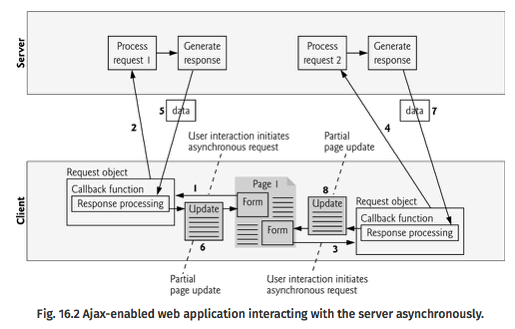 Server
Process
request 1
Generate
response
Process
request 2
Generate
response
5
data
data
7
2
4
User interaction initiates
asynchronous request
Partial
page update
Request object
Callback function
Response processing
1
Update
6
Page 1
Form
Form
8
Update
3
Request object
Callback function
Response processing
Client
Partial
page update
User interaction initiates
asynchronous request
Fig. 16.2 Ajax-enabled web application interacting with the server asynchronously.